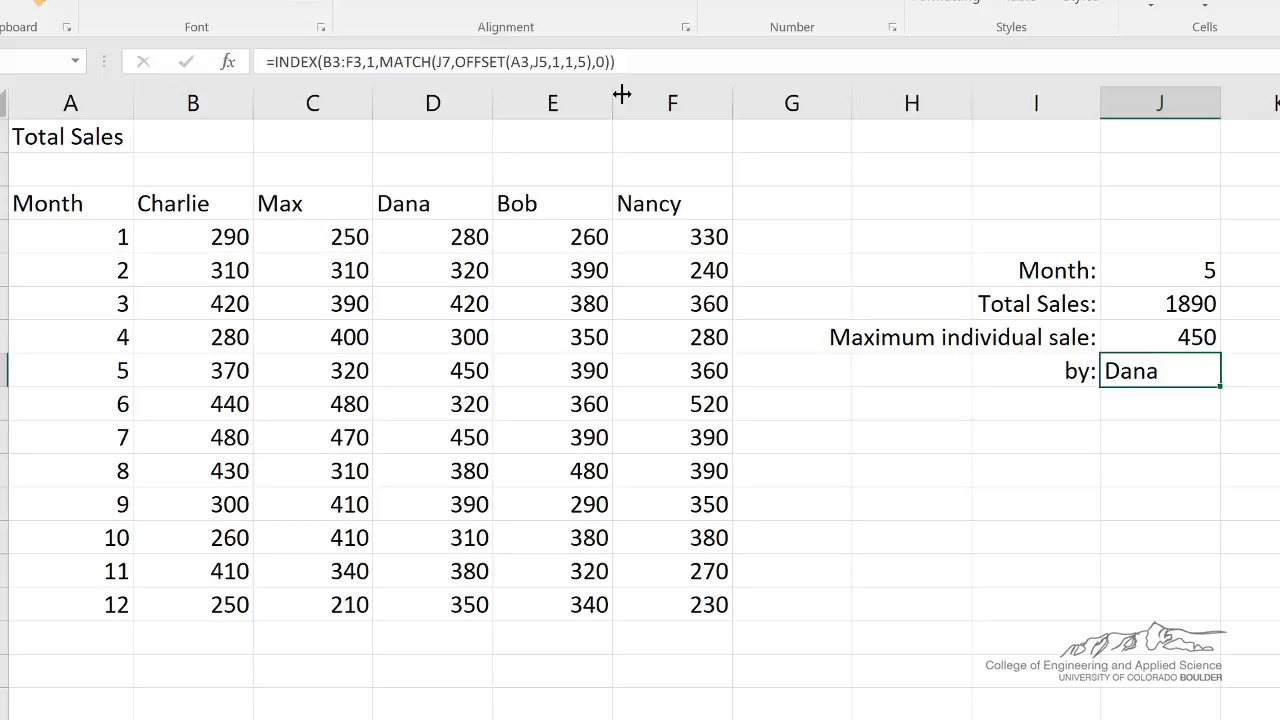 pboard Font Alignment Number Styles Cells
=INDEX(B3:F3,1,MATCH(J7,OFFSET(A3,J5,1,1,5),0))
A B C D E F G H I J K
Total Sales
Month Charlie Max Dana Bob Nancy
1 290 250 280 260 330
2 310 310 320 390 240 Month: 5
3 420 390 420 380 360 Total Sales: 1890
4 280 400 300 350 280 Maximum individual sale: 450
5 370 320 450 390 360 by: Dana
6 440 480 320 360 520
7 480 470 450 390 390
8 430 310 380 480 390
9 300 410 390 290 350
10 260 410 310 380 380
11 410 340 380 320 270
12 250 210 350 340 230
College of Engineering and Applied Science
UNIVERSITY OF COLORADO BOULDER